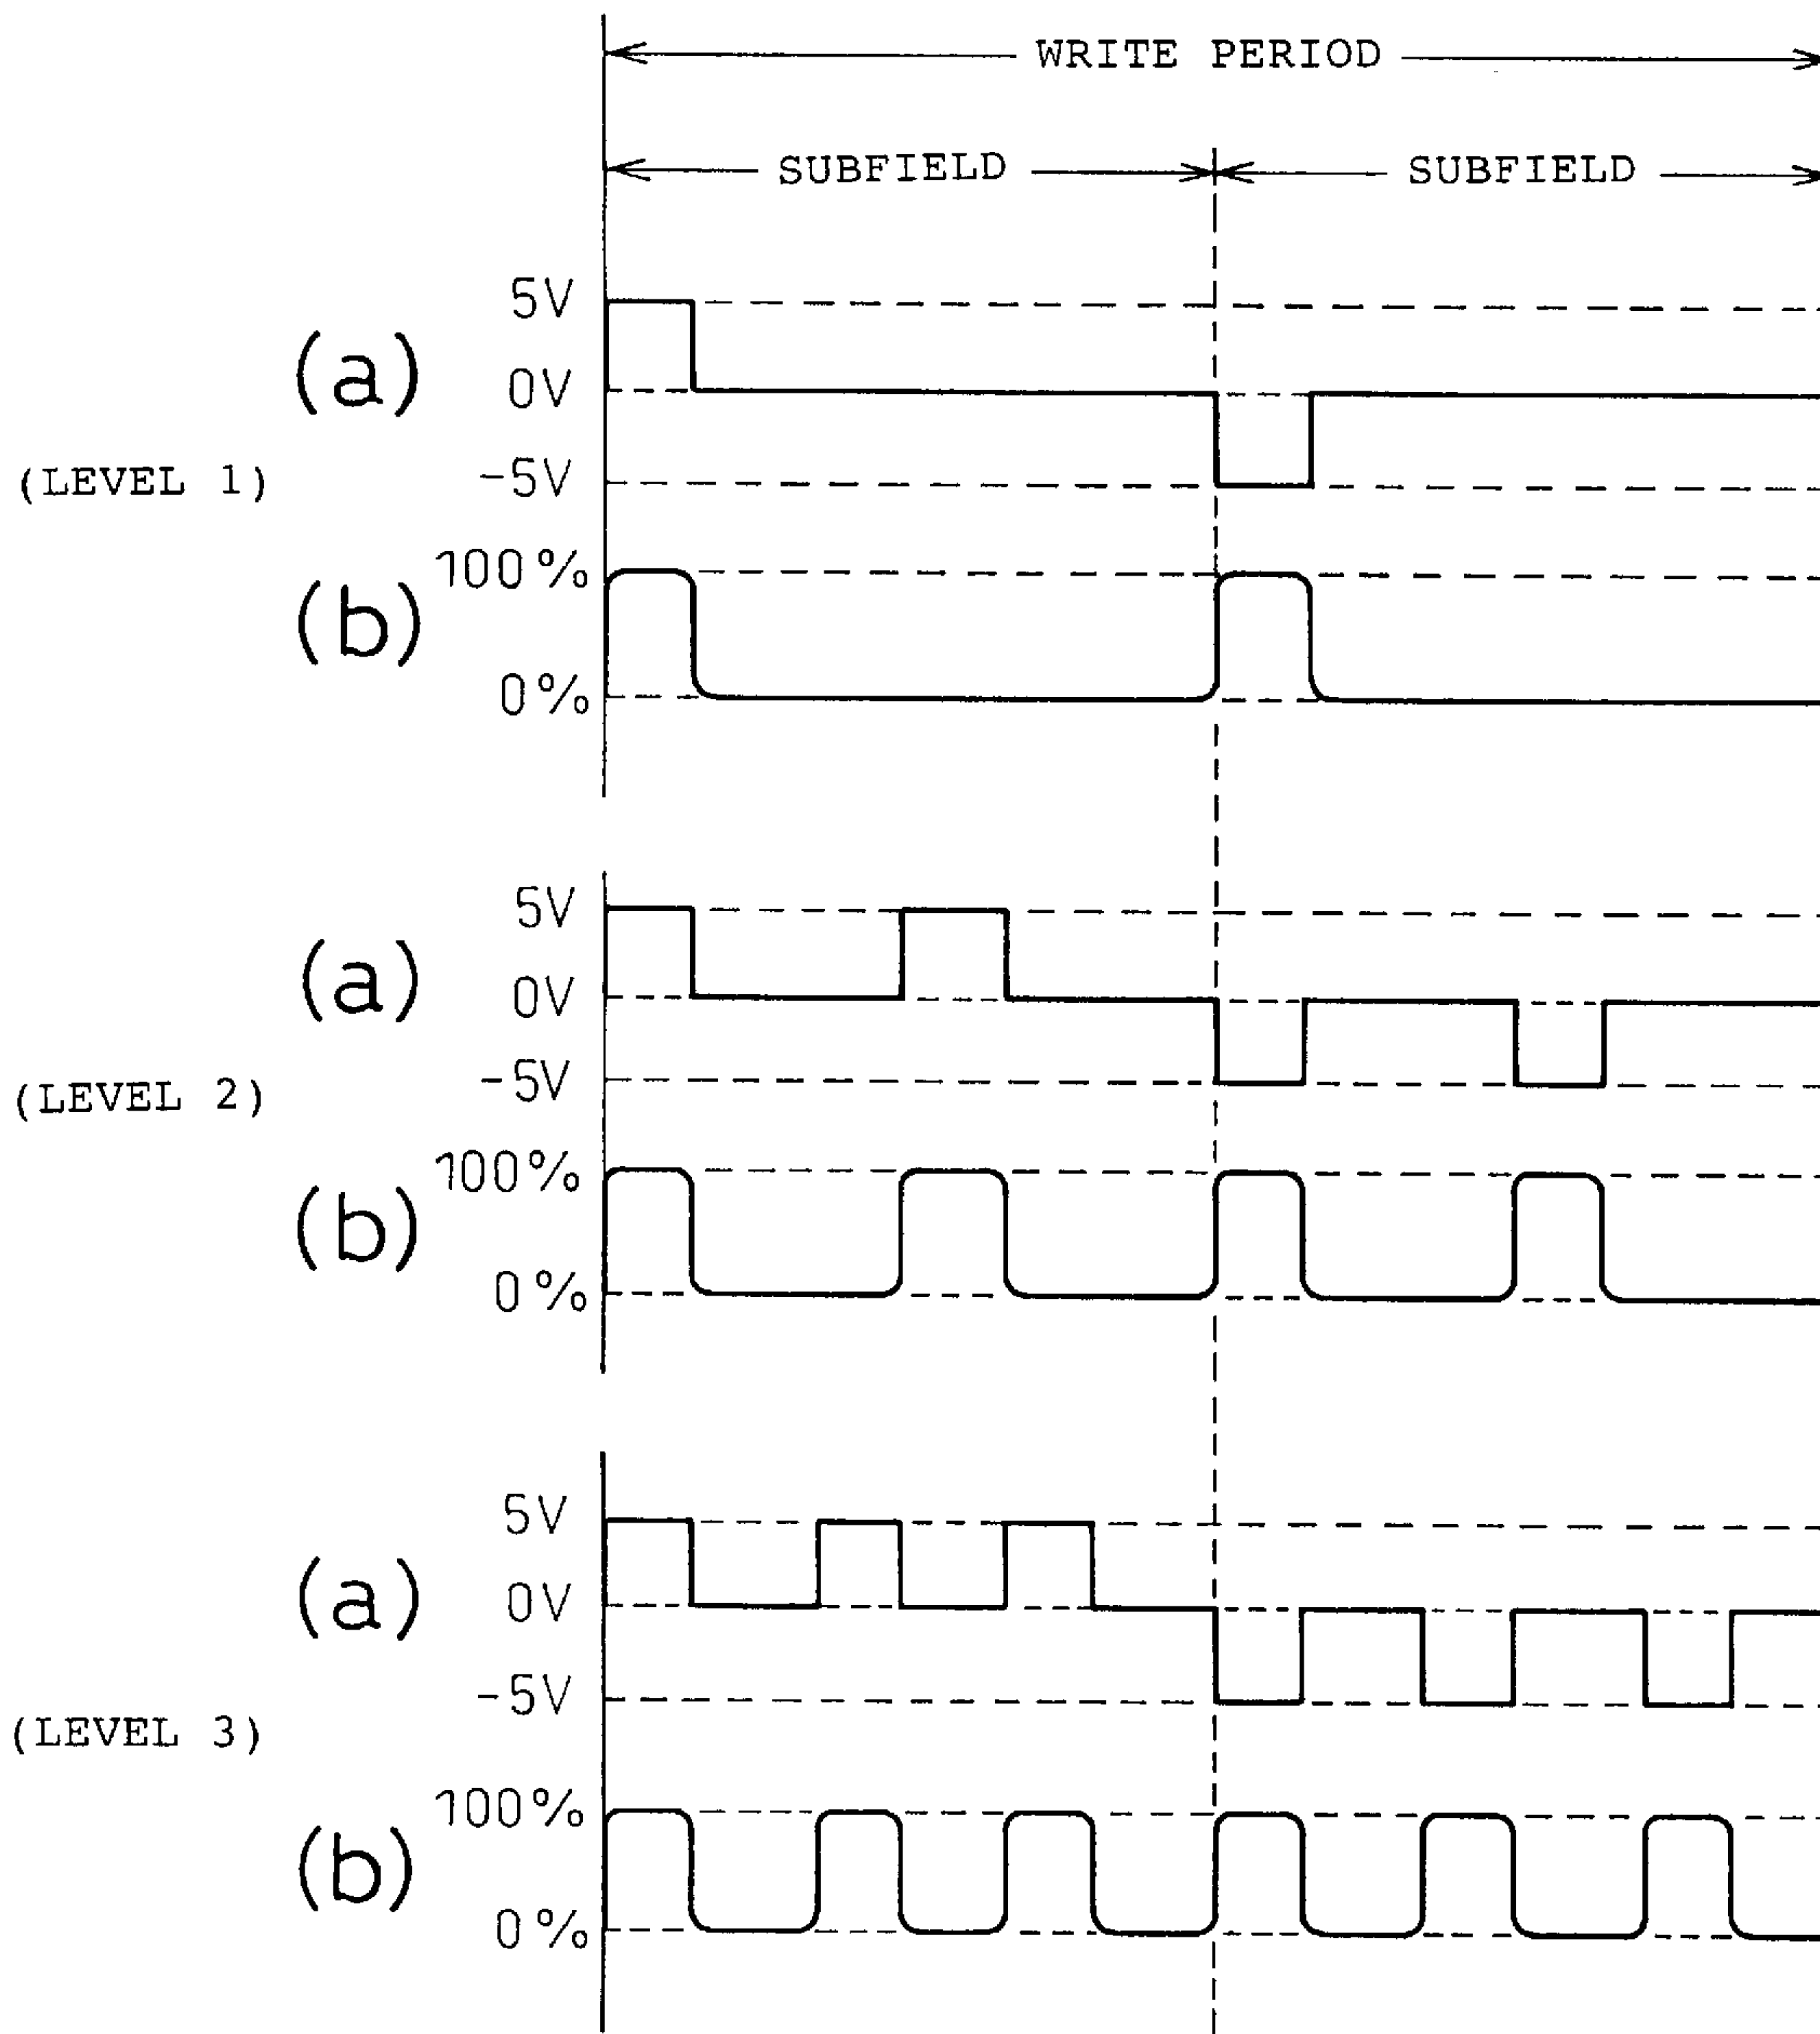 WRITE PERIOD
SUBFIELD SUBFIELD
5V
(a) 0V
(LEVEL 1) -5V
100%
(b)
0%
5V
(a) 0V
-5V
(LEVEL 2)
100%
(b)
0%
5V
(a) 0V
-5V
(LEVEL 3)
100%
(b)
0%